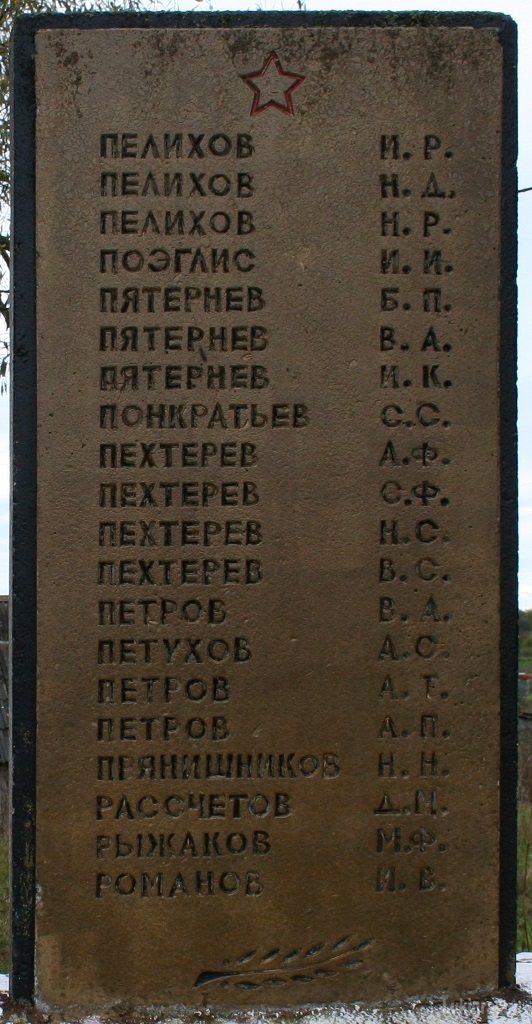 ПЕЛИХОВ И. Р.
ПЕЛИХОВ Н. Д.
ПЕЛИХОВ Н. Р.
ПОЭГЛИС И. И.
ПЯТЕРНЕВ Б. П.
ПЯТЕРНЕВ В. А.
ПЯТЕРНЕВ И. К.
ПОНКРАТЬЕВ С.С.
ПЕХТЕРЕВ А.Ф.
ПЕХТЕРЕВ С.Ф.
ПЕХТЕРЕВ Н.С.
ПЕХТЕРЕВ В.С.
ПЕТРОВ В. А.
ПЕТУХОВ А.С.
ПЕТРОВ А. Т.
ПЕТРОВ А. П.
ПРЯНИШНИКОВ Н. Н.
РАССЧЕТОВ Д.М.
РЫЖАКОВ М.Ф.
РОМАНОВ И. В.